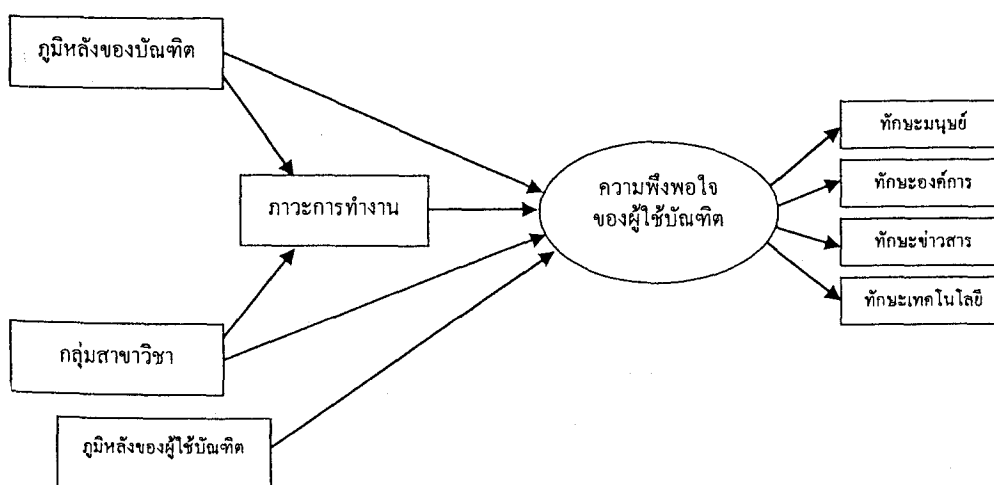 ภูมิหลังของบัณฑิต
ภาวะการทำงาน
กลุ่มสาขาวิชา
ภูมิหลังของผู้ใช้บัณฑิต
ความพึงพอใจ
ของผู้ใช้บัณฑิต
ทักษะมนุษย์
ทักษะองค์การ
ทักษะข่าวสาร
ทักษะเทคโนโลยี